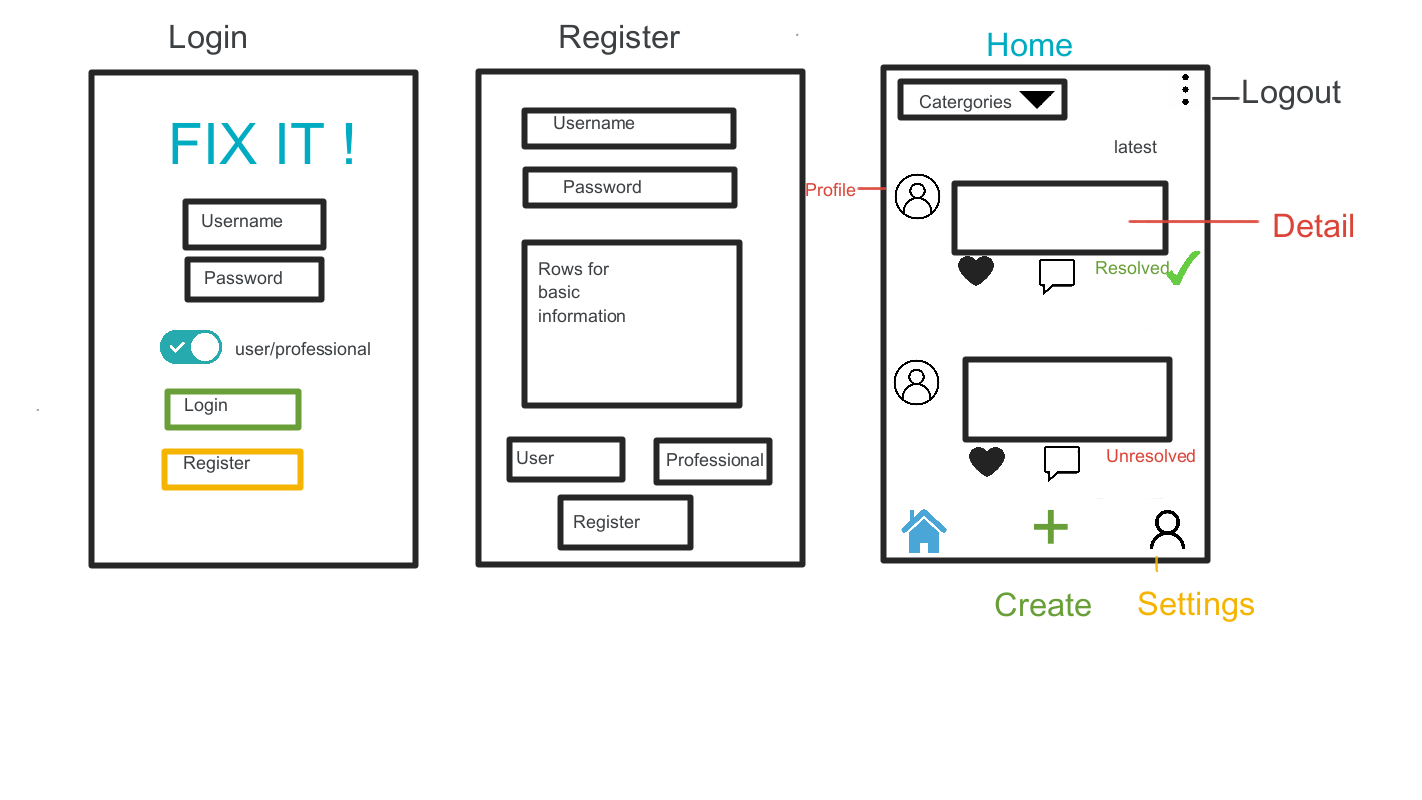 Login
FIX IT !
Username
Password
user/professional
Login
Register
Register
Username
Password
Rows for
basic
information
User
Professional
Register
Home
Catergories
Logout
latest
Profile
Detail
Resolved
Unresolved
Create
Settings